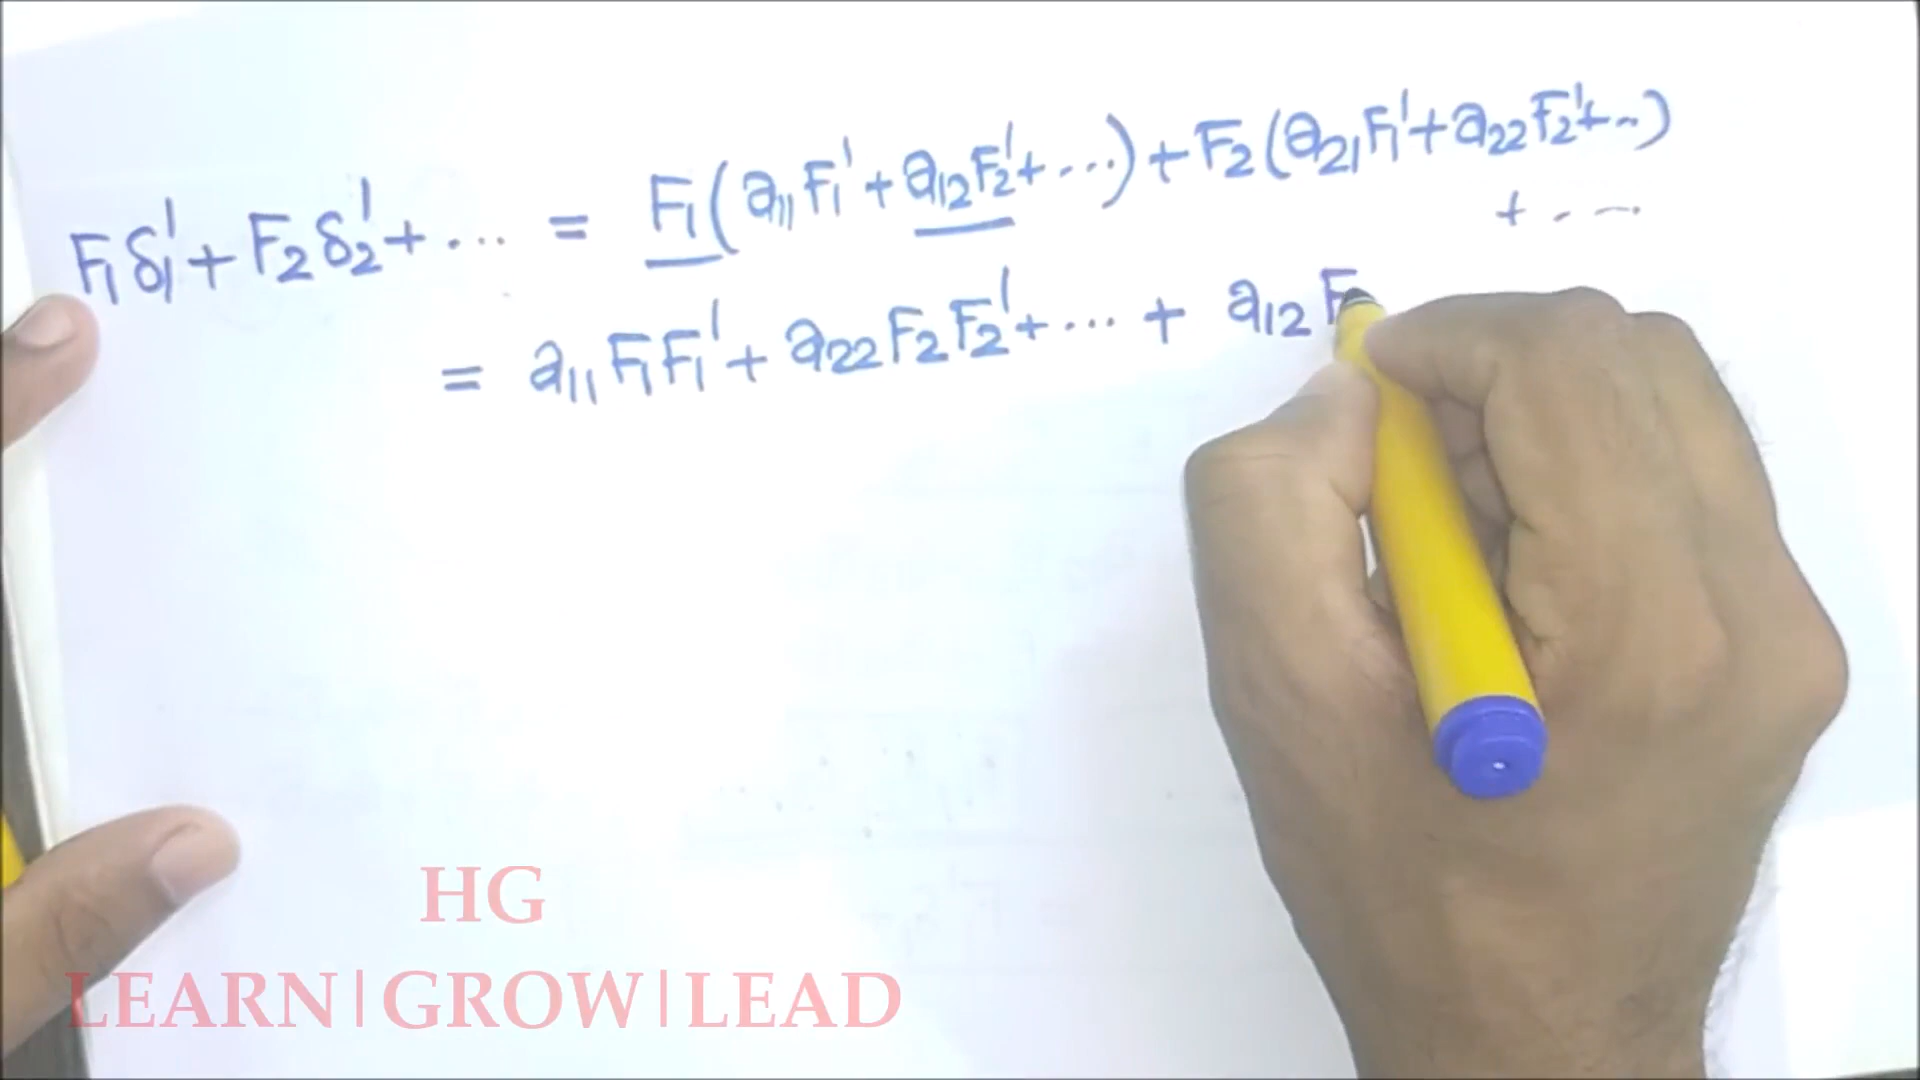 F₁δ₁' + F₂δ₂' + ... = F₁(a₁₁F₁' + a₁₂F₂' + ...) + F₂(a₂₁F₁' + a₂₂F₂' + ..)
+ ...
= a₁₁F₁F₁' + a₂₂F₂F₂' + ... + a₁₂F
HG
LEARN|GROW|LEAD